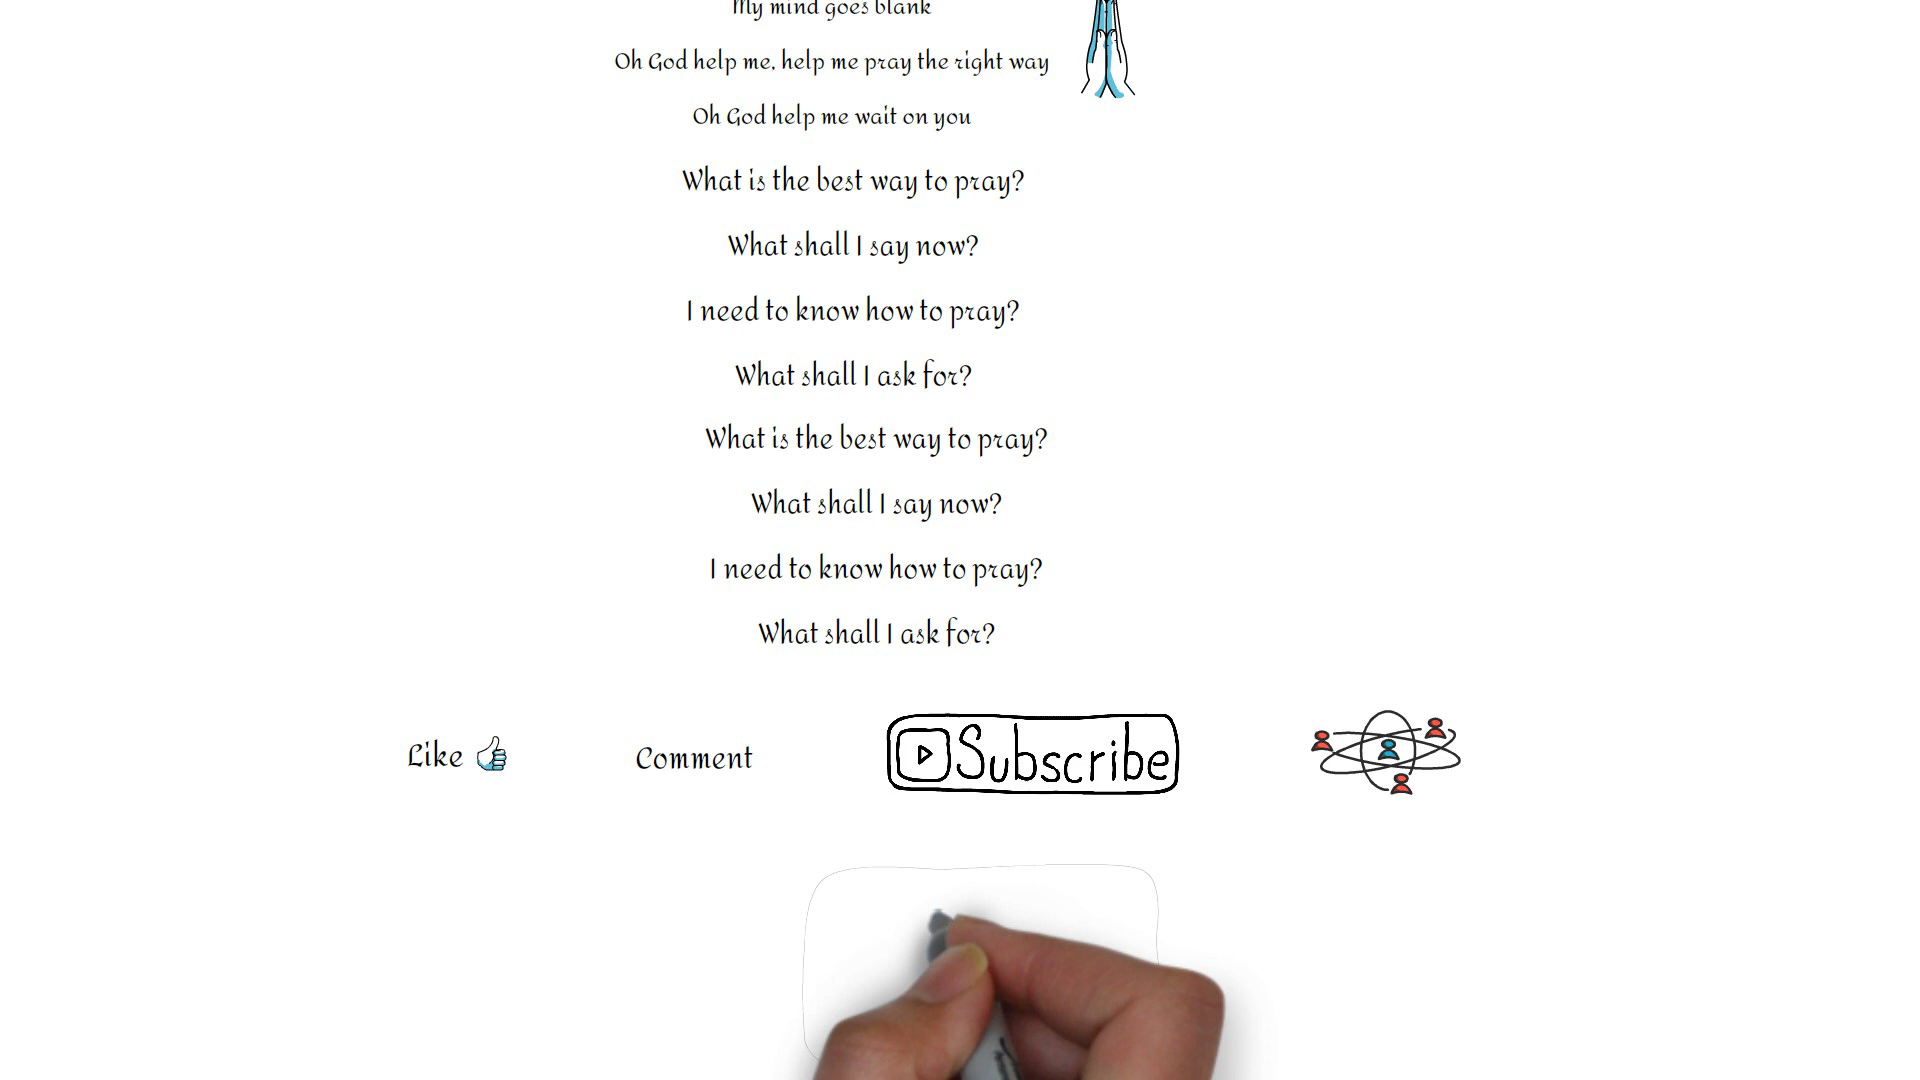 My mind goes blank
Oh God help me, help me pray the right way
Oh God help me wait on you
What is the best way to pray?
What shall I say now?
I need to know how to pray?
What shall I ask for?
What is the best way to pray?
What shall I say now?
I need to know how to pray?
What shall I ask for?
Like
Comment
Subscribe